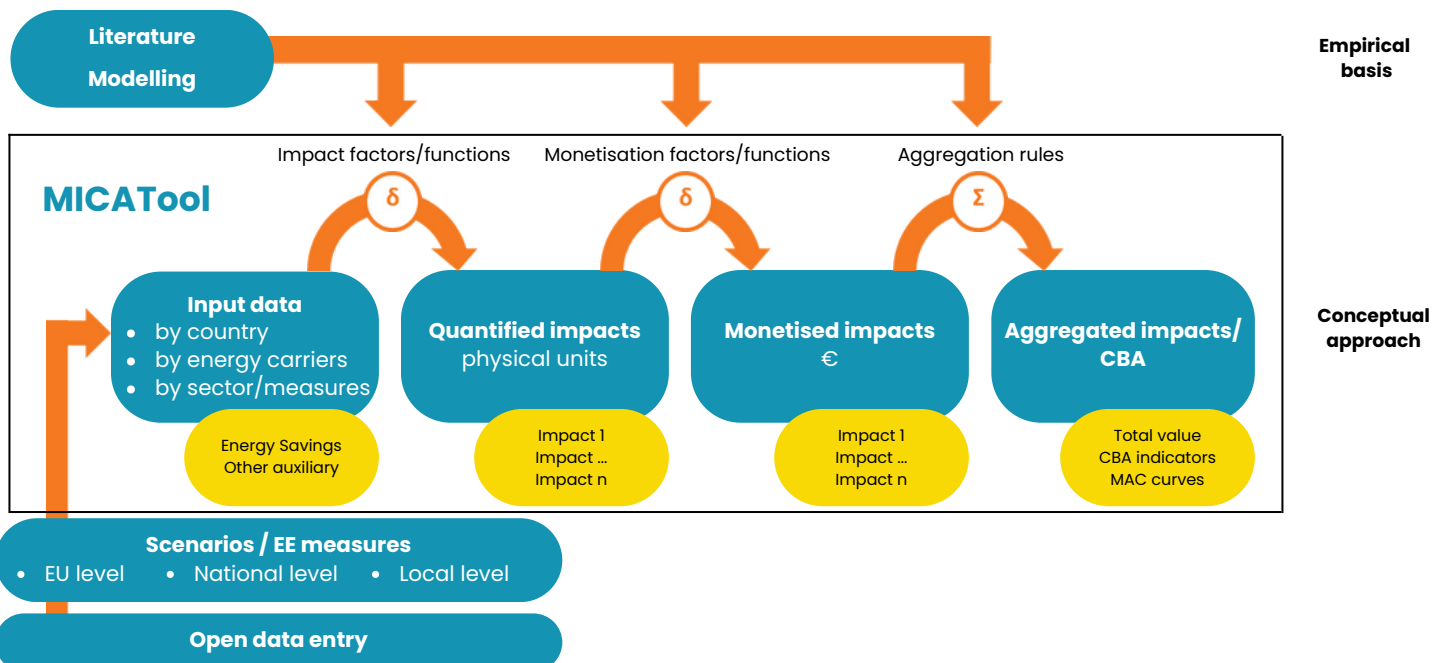 Literature
Modelling
Empirical
basis
Impact factors/functions
Monetisation factors/functions
Aggregation rules
MICATool
δ
δ
Σ
Input data
• by country
• by energy carriers
• by sector/measures
Quantified impacts
physical units
Monetised impacts
€
Aggregated impacts/
CBA
Conceptual
approach
Energy Savings
Other auxiliary
Impact 1
Impact ...
Impact n
Impact 1
Impact ...
Impact n
Total value
CBA indicators
MAC curves
Scenarios / EE measures
• EU level • National level • Local level
Open data entry